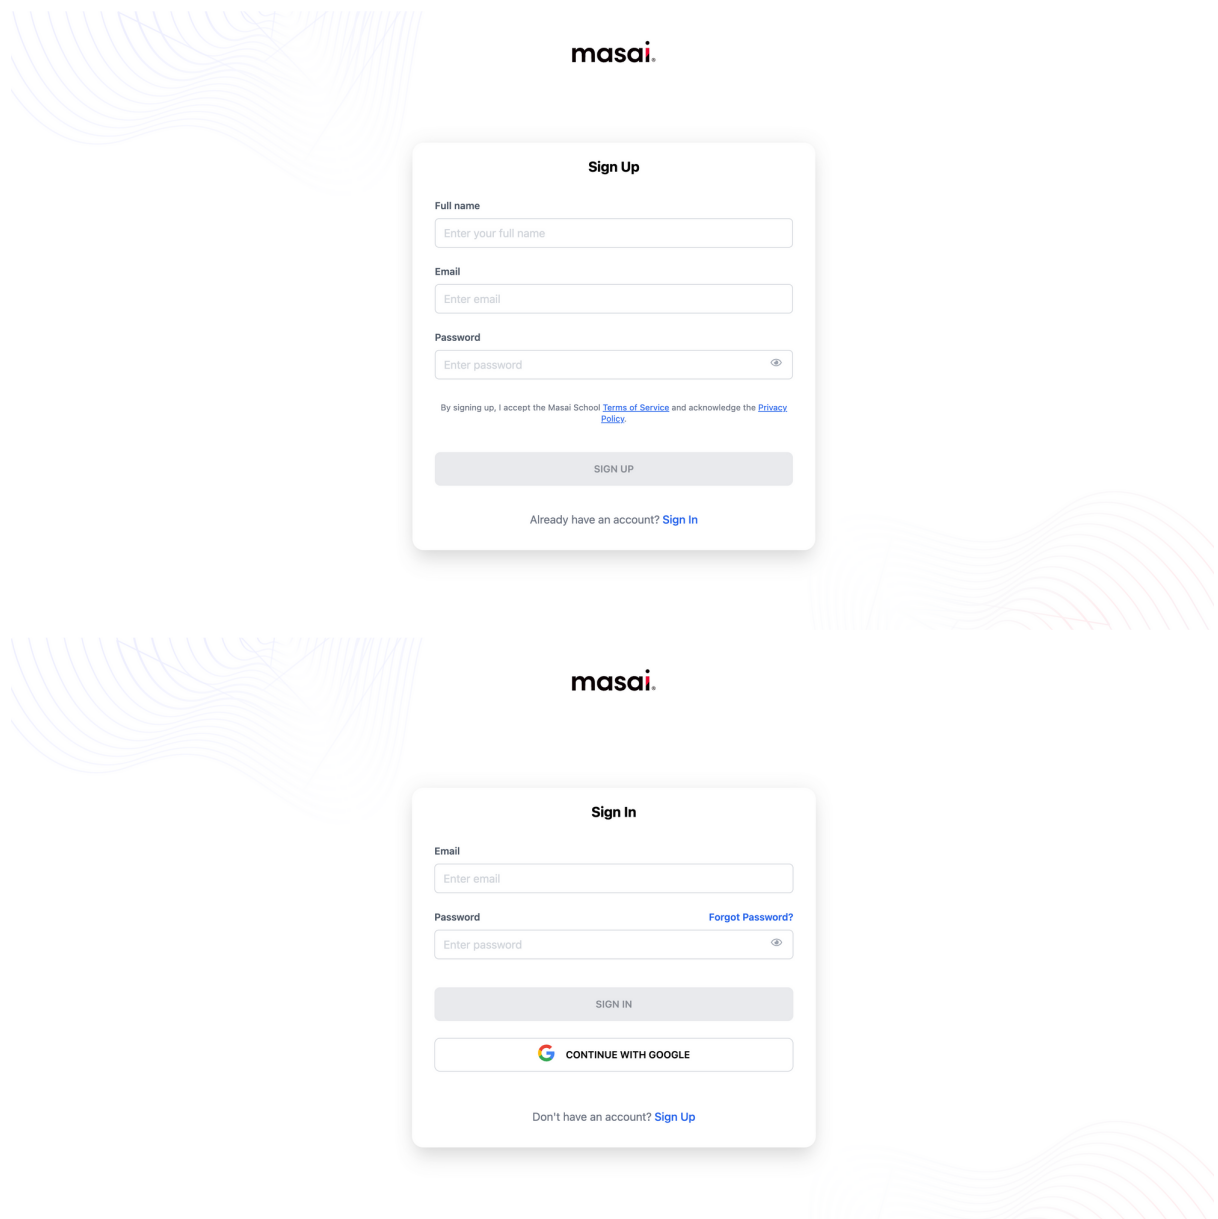 masai.®
Sign Up
Full name
Enter your full name
Email
Enter email
Password
Enter password
By signing up, I accept the Masai School Terms of Service and acknowledge the Privacy
Policy.
SIGN UP
Already have an account? Sign In
masai.®
Sign In
Email
Enter email
Password Forgot Password?
Enter password
SIGN IN
CONTINUE WITH GOOGLE
Don't have an account? Sign Up